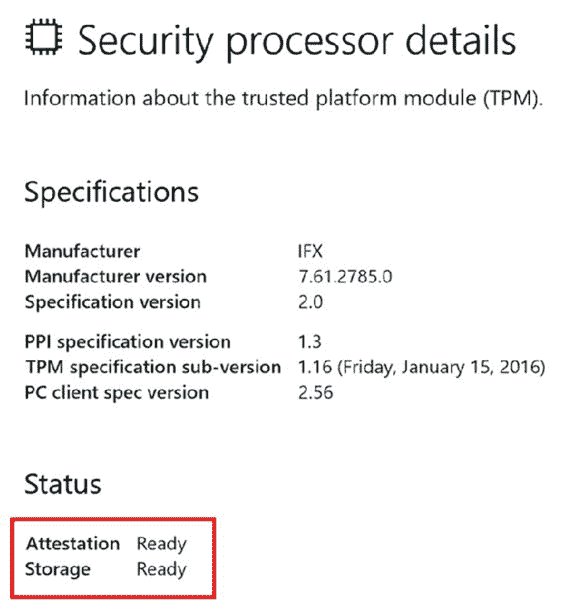 Security processor details
Information about the trusted platform module (TPM).
Specifications
Manufacturer IFX
Manufacturer version 7.61.2785.0
Specification version 2.0
PPI specification version 1.3
TPM specification sub-version 1.16 (Friday, January 15, 2016)
PC client spec version 2.56
Status
Attestation Ready
Storage Ready